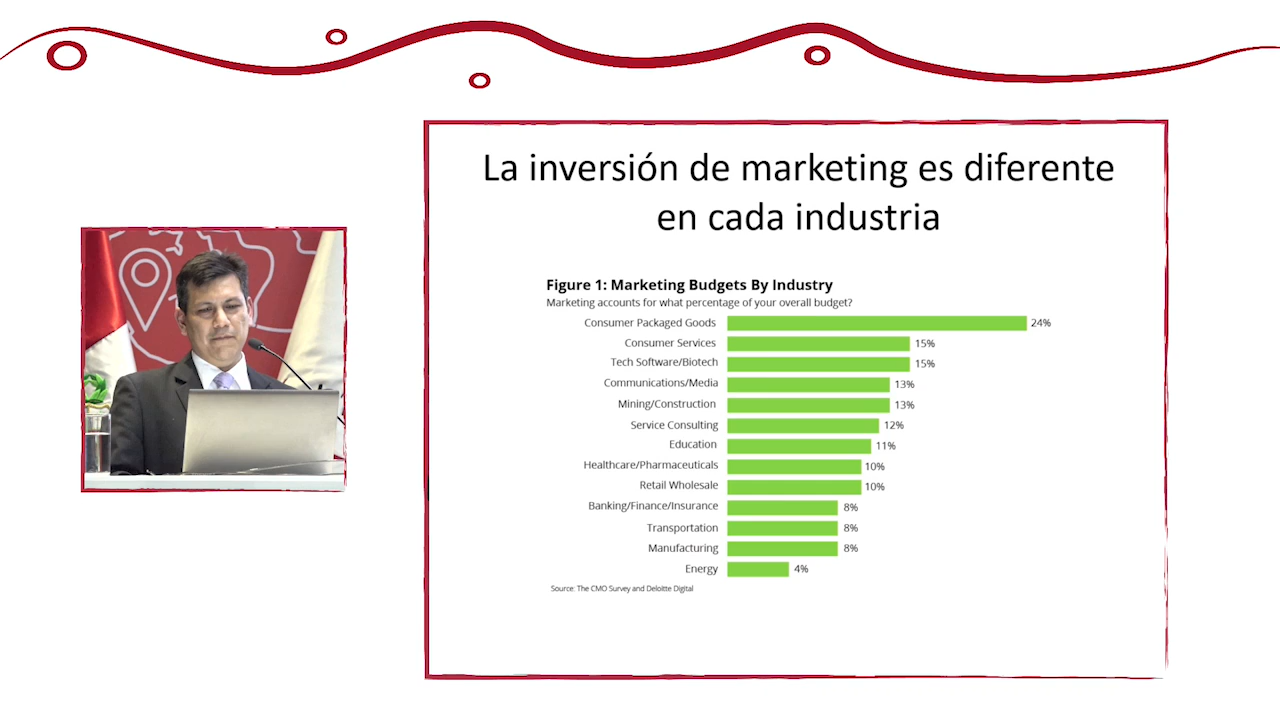 La inversión de marketing es diferente
en cada industria
Figure 1: Marketing Budgets By Industry
Marketing accounts for what percentage of your overall budget?
Consumer Packaged Goods 24%
Consumer Services 15%
Tech Software/Biotech 15%
Communications/Media 13%
Mining/Construction 13%
Service Consulting 12%
Education 11%
Healthcare/Pharmaceuticals 10%
Retail Wholesale 10%
Banking/Finance/Insurance 8%
Transportation 8%
Manufacturing 8%
Energy 4%
Source: The CMO Survey and Deloitte Digital